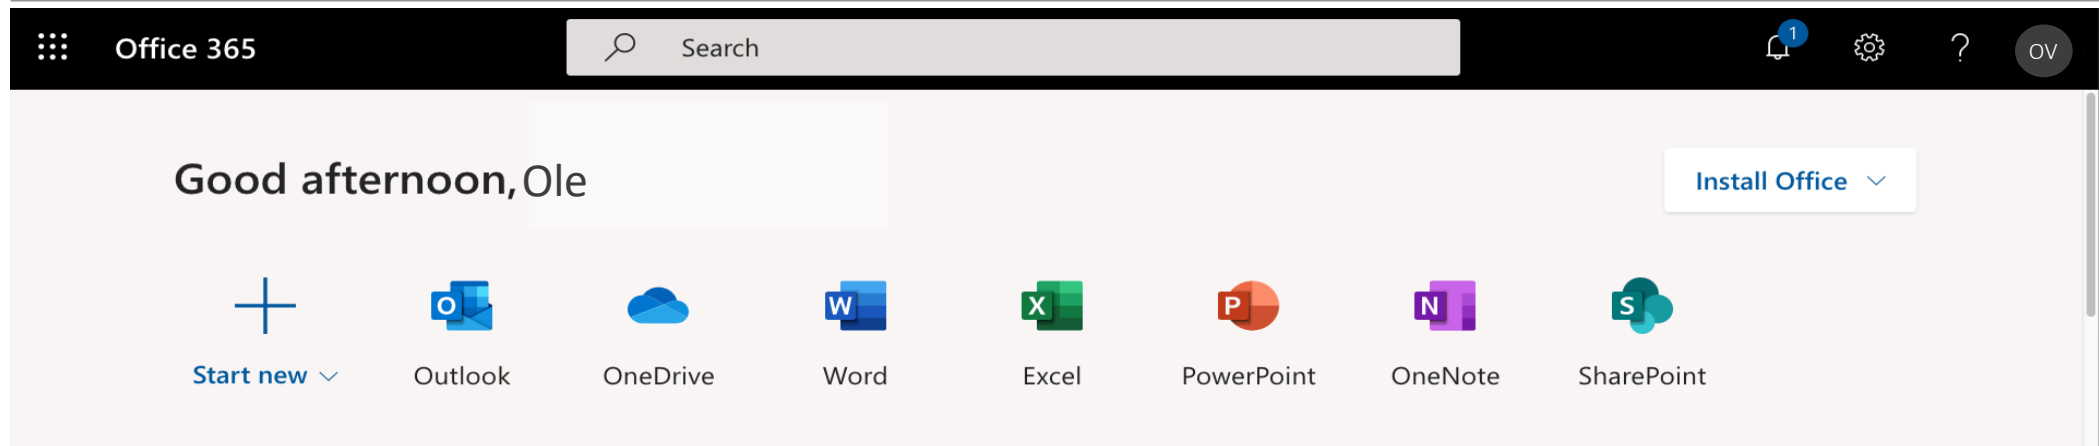 Office 365
Search
1
?
OV
Good afternoon, Ole
Install Office
O
W
X
P
N
S
Start new
Outlook
OneDrive
Word
Excel
PowerPoint
OneNote
SharePoint